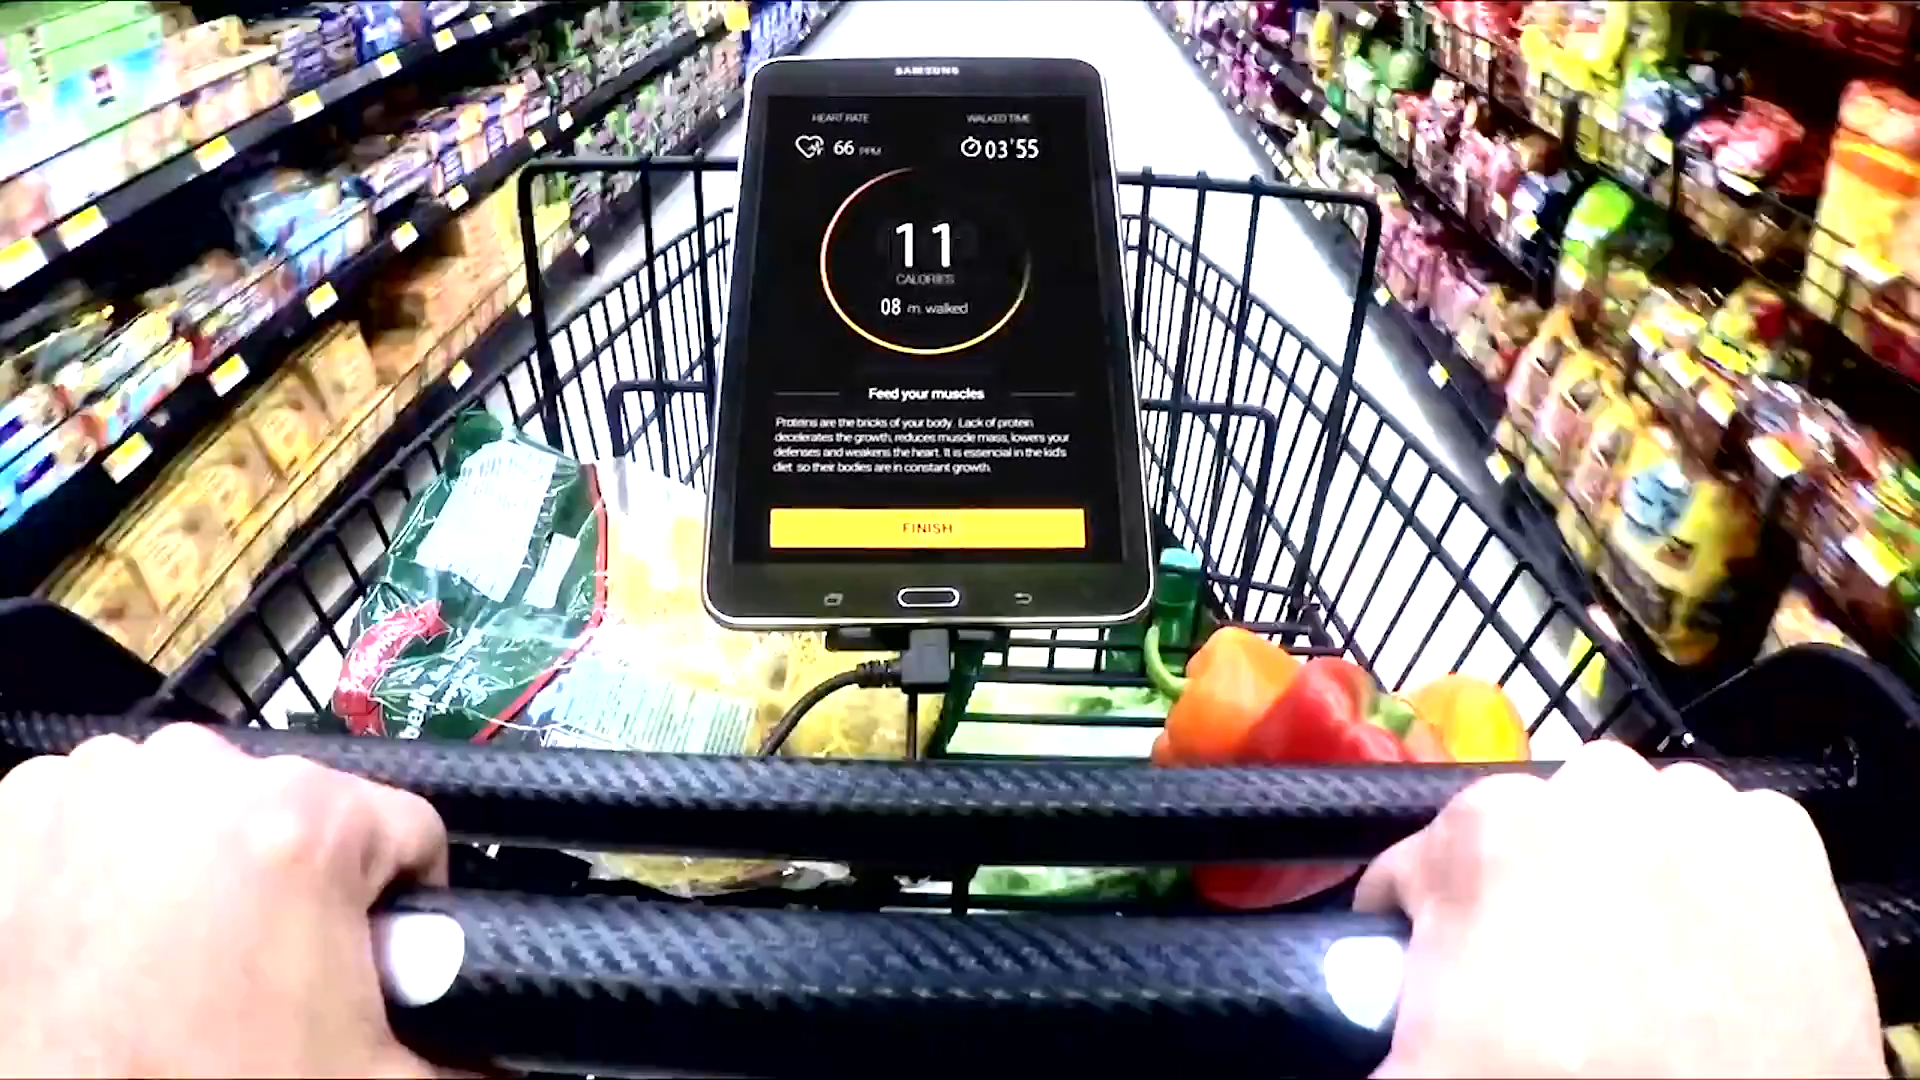 SAMSUNG
HEART RATE
WALKED TIME
66 PPM
03'55
11
CALORIES
08 m. walked
Feed your muscles
Proteins are the bricks of your body. Lack of protein
decelerates the growth, reduces muscle mass, lowers your
defenses and weakens the heart. It is essencial in the kid's
diet so their bodies are in constant growth.
FINISH